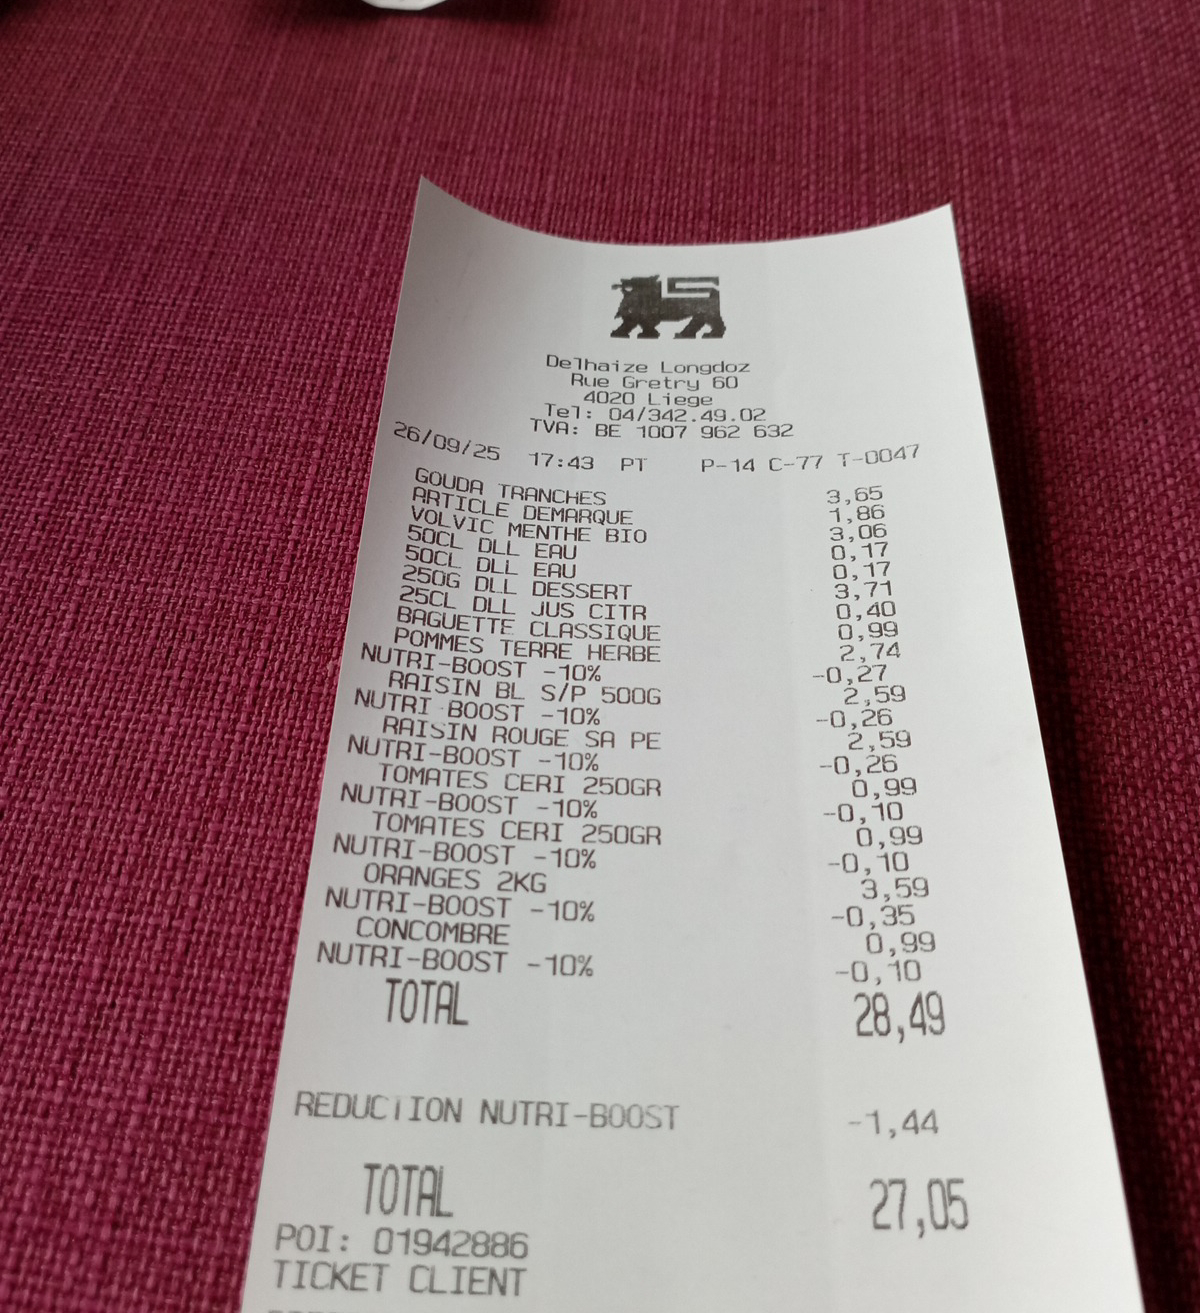 Delhaize Longdoz
Rue Gretry 60
4020 Liege
Tel: 04/342.49.02
TVA: BE 1007 962 632
26/09/25 17:43 PT P-14 C-77 T-0047
GOUDA TRANCHES 3,65
ARTICLE DEMARQUE 1,86
VOLVIC MENTHE BIO 3,06
50CL DLL EAU 0,17
50CL DLL EAU 0,17
250G DLL DESSERT 3,71
25CL DLL JUS CITR 0,40
BAGUETTE CLASSIQUE 0,99
POMMES TERRE HERBE 2,74
NUTRI-BOOST -10% -0,27
RAISIN BL S/P 500G 2,59
NUTRI-BOOST -10% -0,26
RAISIN ROUGE SA PE 2,59
NUTRI-BOOST -10% -0,26
TOMATES CERI 250GR 0,99
NUTRI-BOOST -10% -0,10
TOMATES CERI 250GR 0,99
NUTRI-BOOST -10% -0,10
ORANGES 2KG 3,59
NUTRI-BOOST -10% -0,35
CONCOMBRE 0,99
NUTRI-BOOST -10% -0,10
TOTAL 28,49
REDUCTION NUTRI-BOOST -1,44
TOTAL 27,05
POI: 01942886
TICKET CLIENT